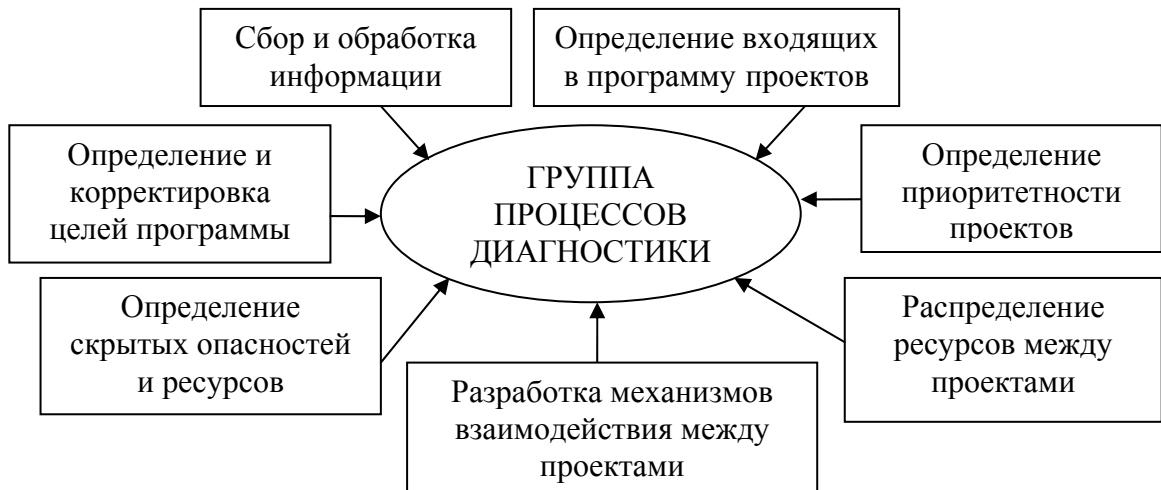 Сбор и обработка
информации
Определение входящих
в программу проектов
Определение и
корректировка
целей программы
ГРУППА
ПРОЦЕССОВ
ДИАГНОСТИКИ
Определение
приоритетности
проектов
Определение
скрытых опасностей
и ресурсов
Разработка механизмов
взаимодействия между
проектами
Распределение
ресурсов между
проектами